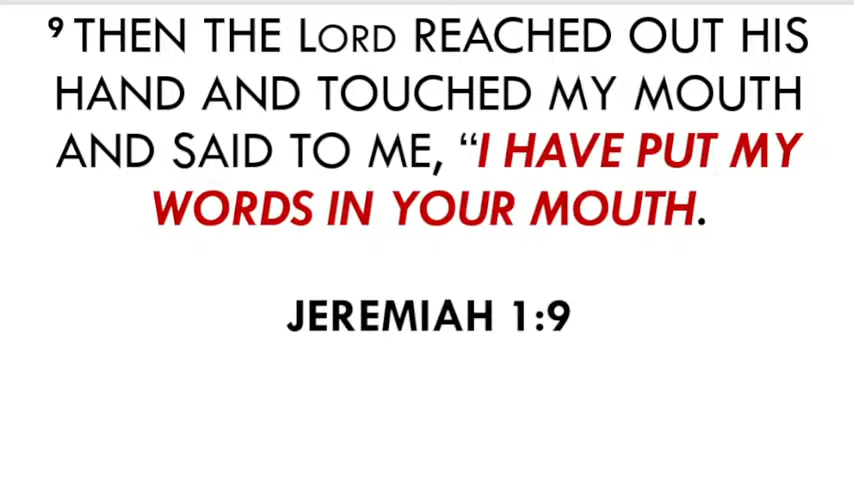 ⁹ THEN THE LORD REACHED OUT HIS
HAND AND TOUCHED MY MOUTH
AND SAID TO ME, “I HAVE PUT MY
WORDS IN YOUR MOUTH.
JEREMIAH 1:9